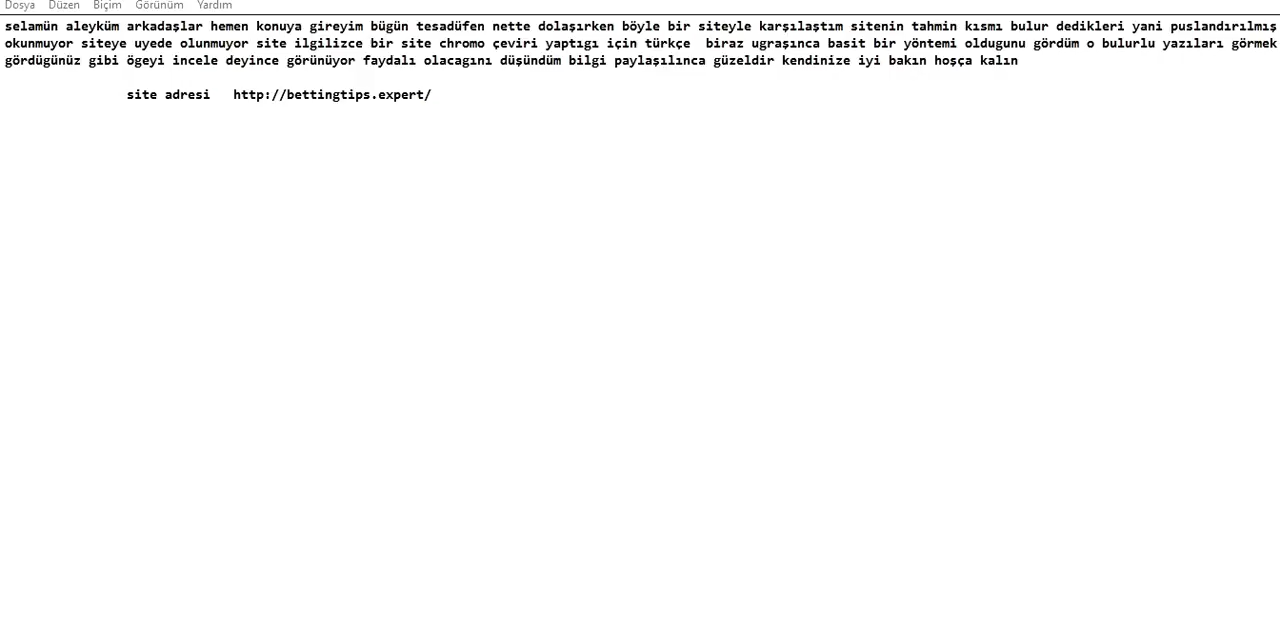 Dosya Düzen Biçim Görünüm Yardım
selamün aleyküm arkadaşlar hemen konuya gireyim bügün tesadüfen nette dolaşırken böyle bir siteyle karşılaştım sitenin tahmin kısmı bulur dedikleri yani puslandırılmış
okunmuyor siteye uyede olunmuyor site ilgilizce bir site chromo çeviri yaptıgı için türkçe biraz ugraşınca basit bir yöntemi oldugunu gördüm o bulurlu yazıları görmek
gördügünüz gibi ögeyi incele deyince görünüyor faydalı olacagını düşündüm bilgi paylaşılınca güzeldir kendinize iyi bakın hoşça kalın
site adresi http://bettingtips.expert/